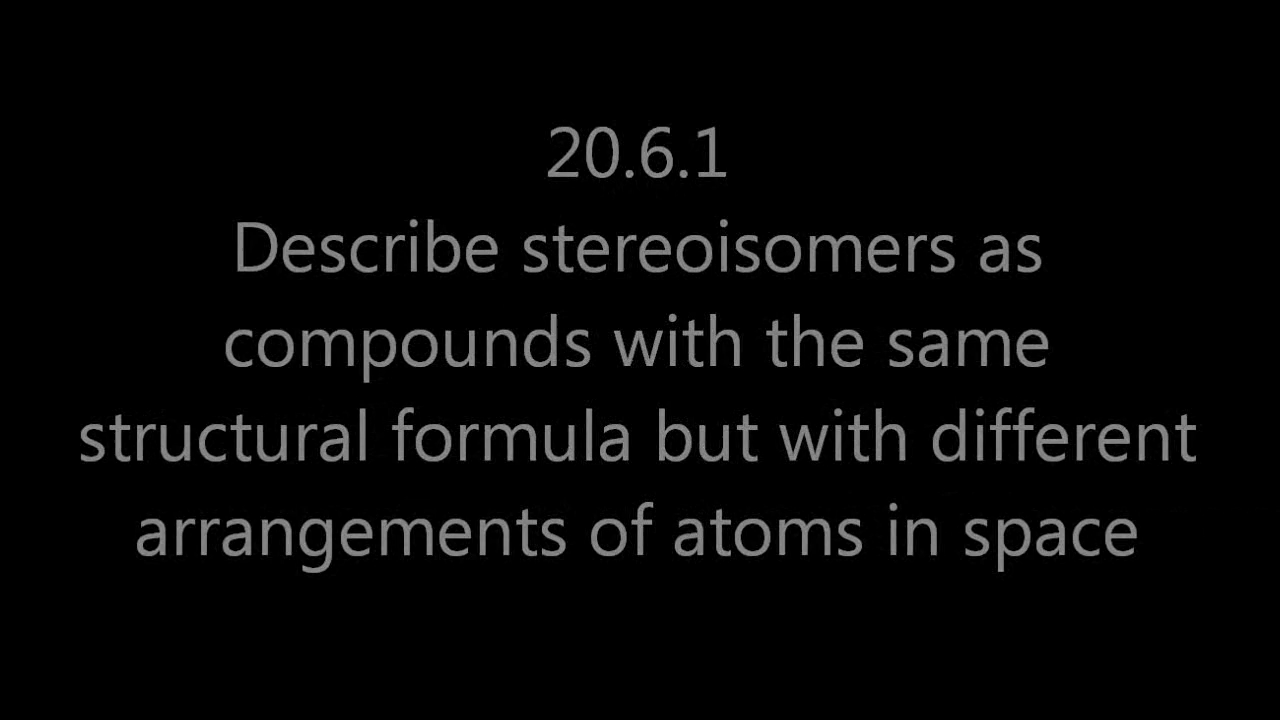 20.6.1
Describe stereoisomers as
compounds with the same
structural formula but with different
arrangements of atoms in space